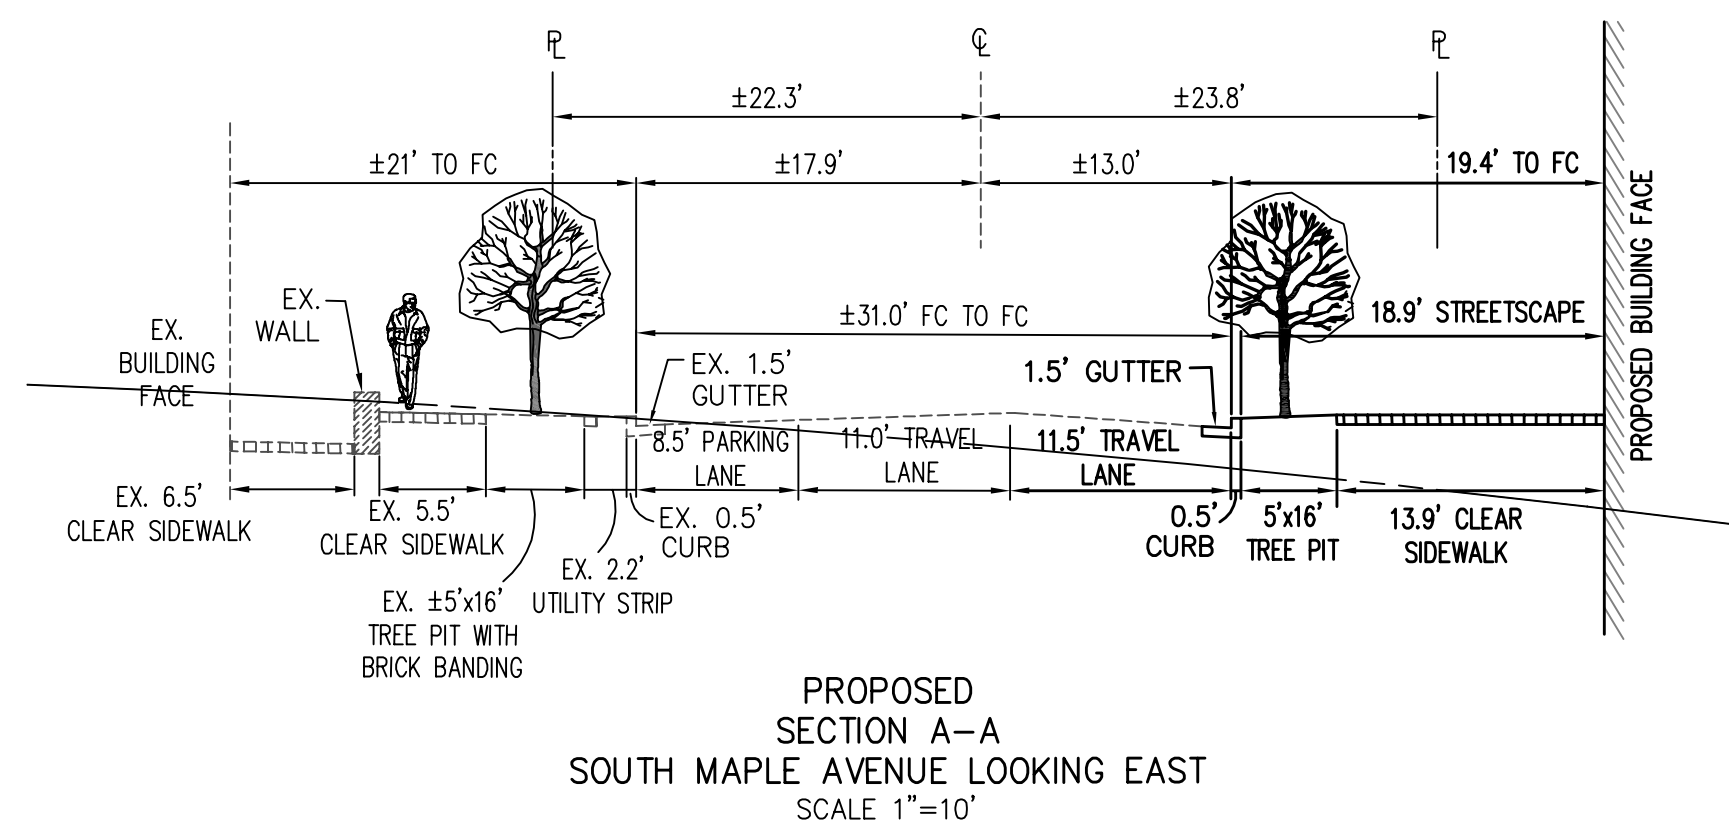 ℄
PL
PL
±22.3'
±23.8'
±21' TO FC
±17.9'
±13.0'
19.4' TO FC
PROPOSED BUILDING FACE
EX.
WALL
EX.
BUILDING
FACE
±31.0' FC TO FC
18.9' STREETSCAPE
EX. 1.5'
GUTTER
1.5' GUTTER
8.5' PARKING
LANE
11.0' TRAVEL
LANE
11.5' TRAVEL
LANE
EX. 6.5'
CLEAR SIDEWALK
EX. 5.5'
CLEAR SIDEWALK
EX. ±5'x16'
TREE PIT WITH
BRICK BANDING
EX. 2.2'
UTILITY STRIP
EX. 0.5'
CURB
0.5'
CURB
5'x16'
TREE PIT
13.9' CLEAR
SIDEWALK
PROPOSED
SECTION A-A
SOUTH MAPLE AVENUE LOOKING EAST
SCALE 1"=10'